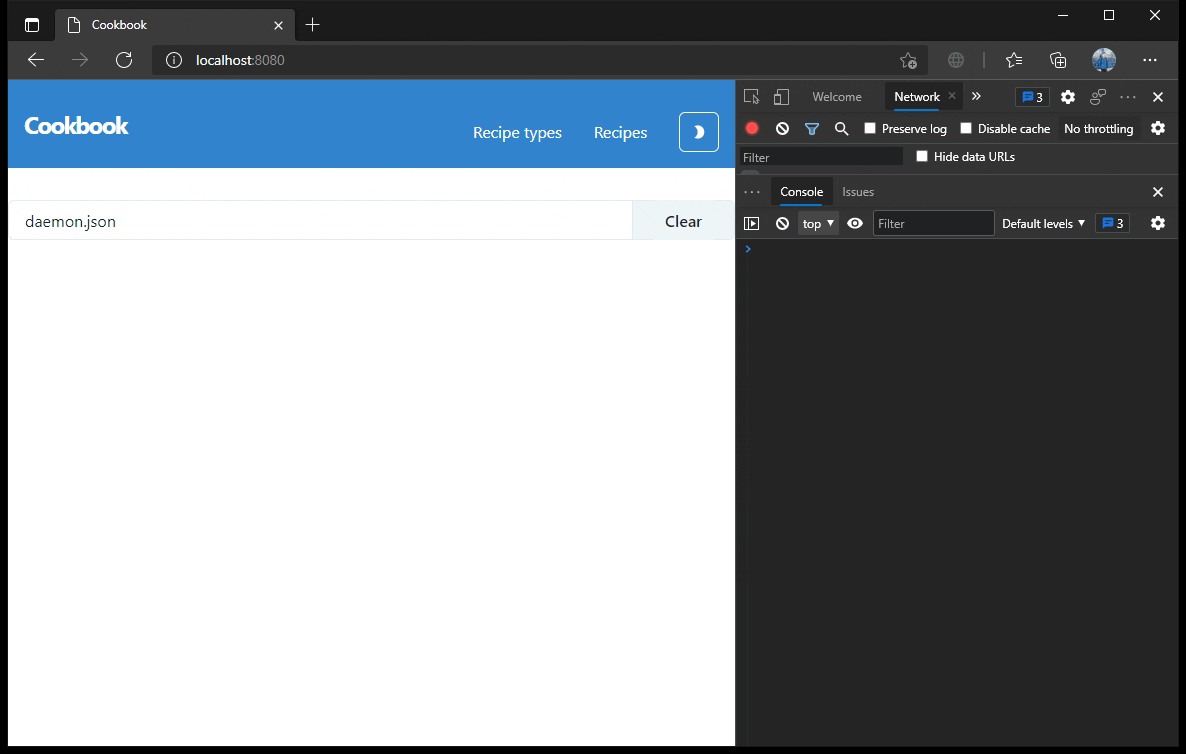 Cookbook
localhost:8080
Cookbook
Recipe types
Recipes
daemon.json
Clear
Welcome
Network
3
Preserve log
Disable cache
No throttling
Filter
Hide data URLs
Console
Issues
top
Filter
Default levels
3